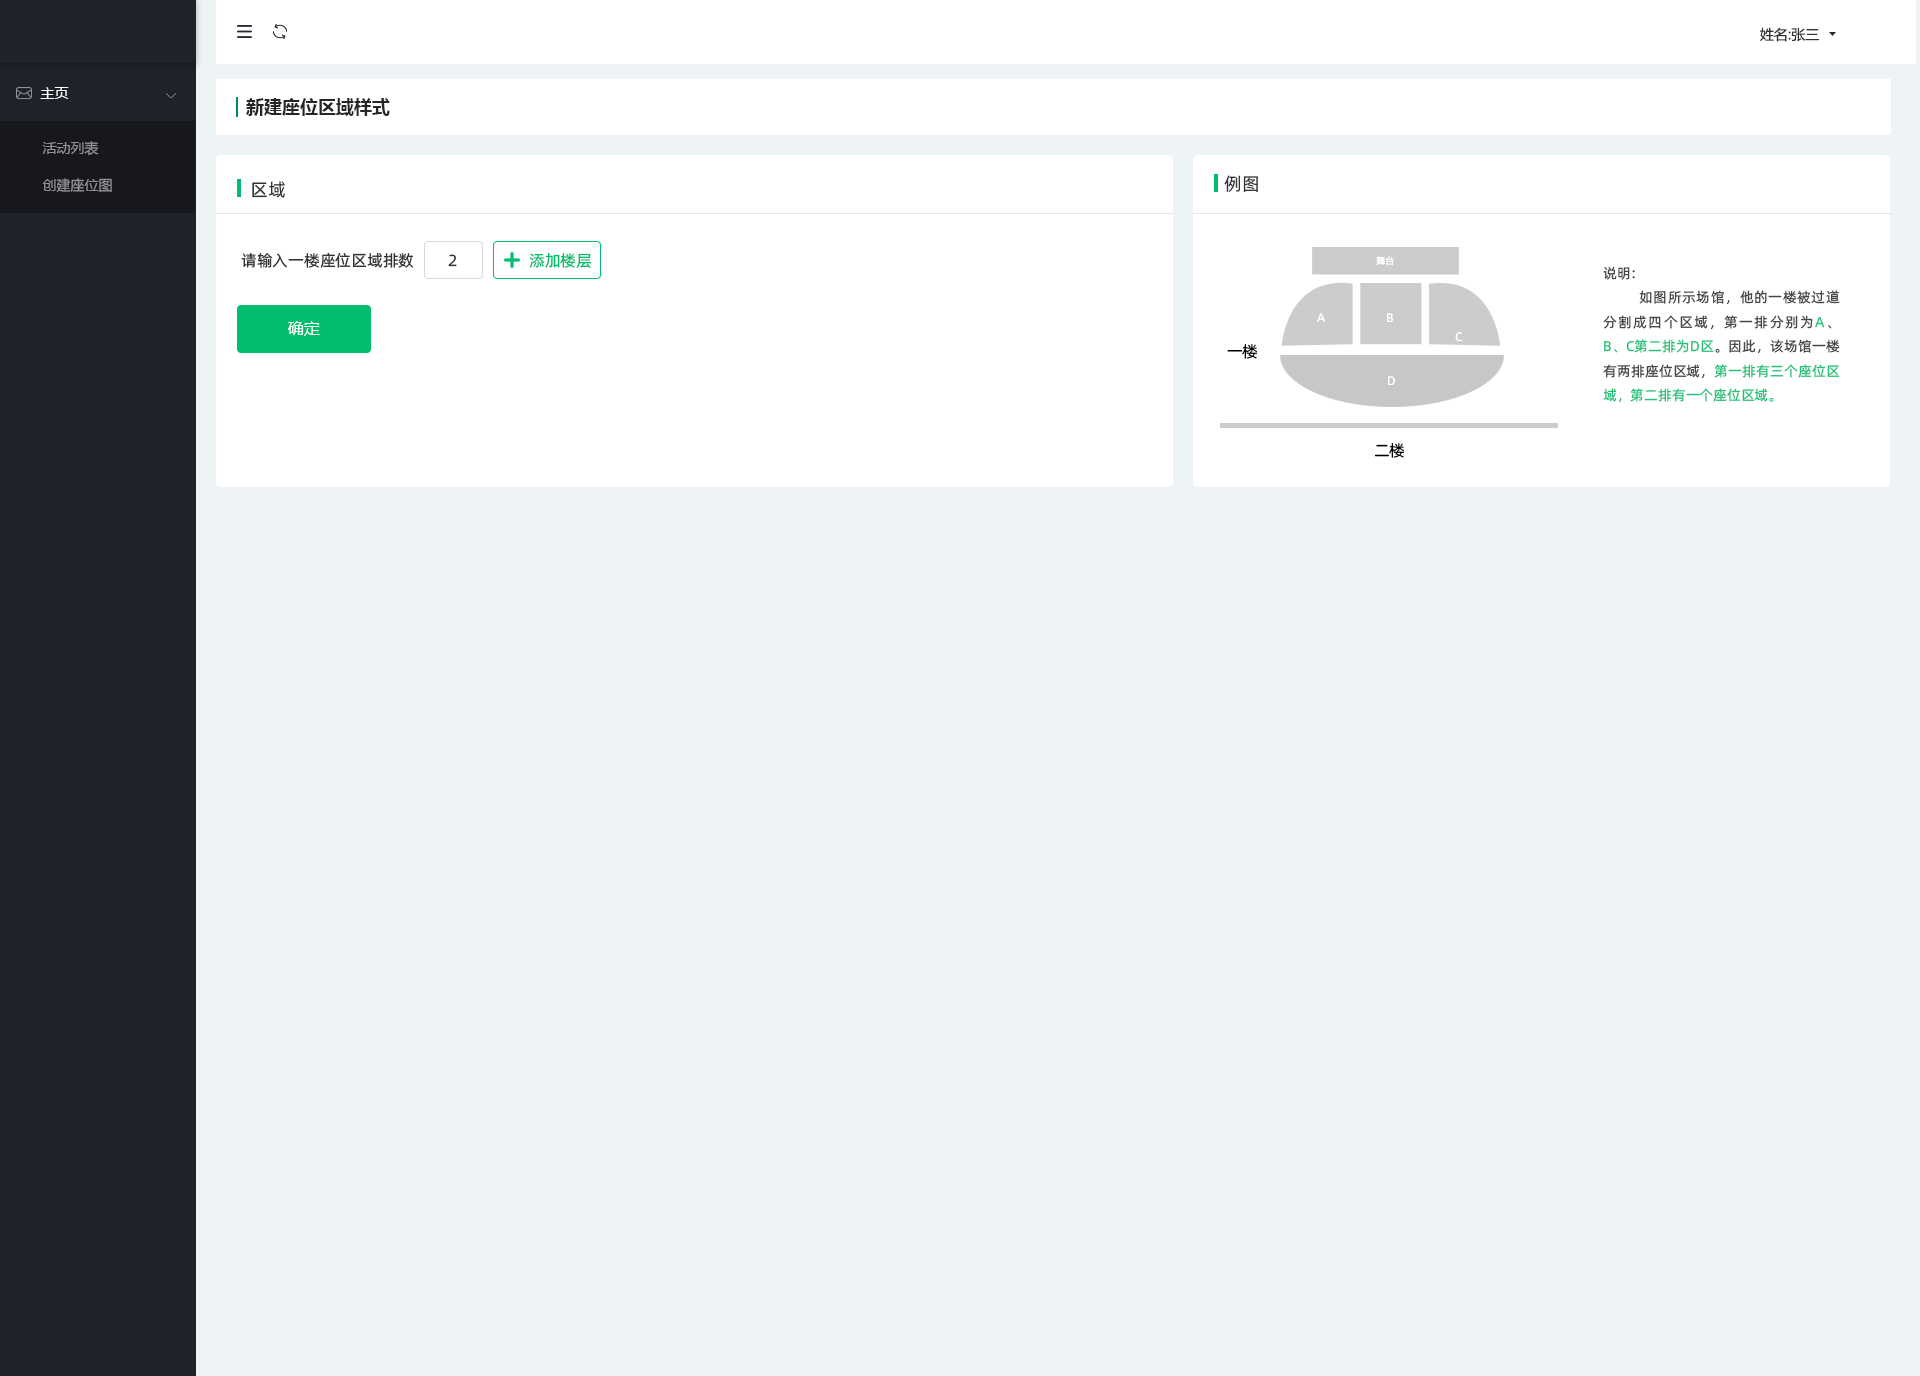 姓名:张三
主页
活动列表
创建座位图
新建座位区域样式
区域
请输入一楼座位区域排数 2 添加楼层
确定
例图
舞台
A B C
一楼
D
二楼
说明：
如图所示场馆，他的一楼被过道
分割成四个区域，第一排分别为A、
B、C第二排为D区。因此，该场馆一楼
有两排座位区域，第一排有三个座位区
域，第二排有一个座位区域。